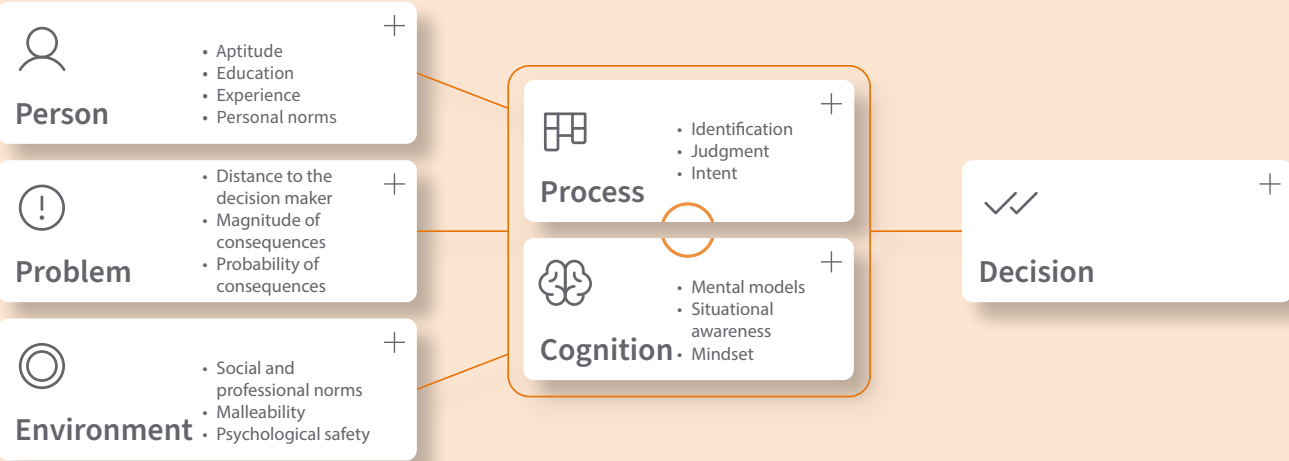 Person
• Aptitude
• Education
• Experience
• Personal norms
Problem
• Distance to the
decision maker
• Magnitude of
consequences
• Probability of
consequences
Environment
• Social and
professional norms
• Malleability
• Psychological safety
Process
• Identification
• Judgment
• Intent
Cognition
• Mental models
• Situational
awareness
• Mindset
Decision